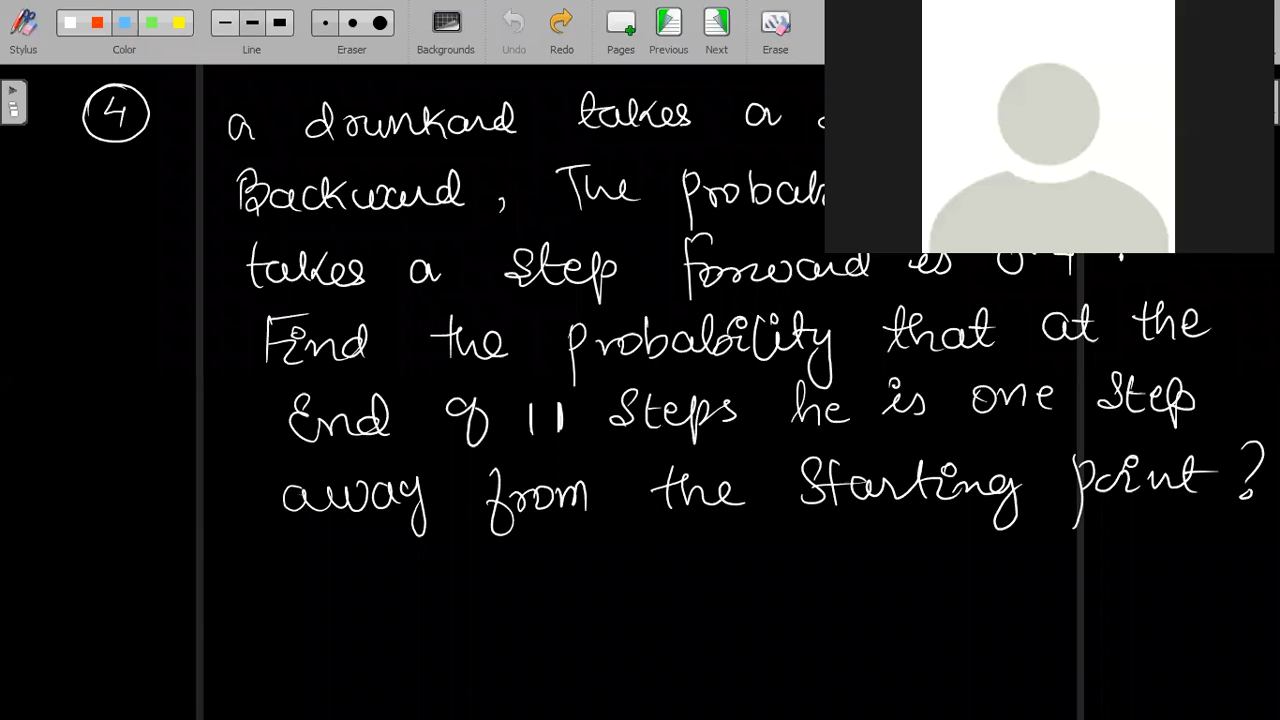 Stylus Color Line Eraser Backgrounds Undo Redo Pages Previous Next Erase
4 a drunkard takes a
Backward, The
takes a step forward is
Find the probability that at the
End of 11 steps he is one step
away from the starting point?